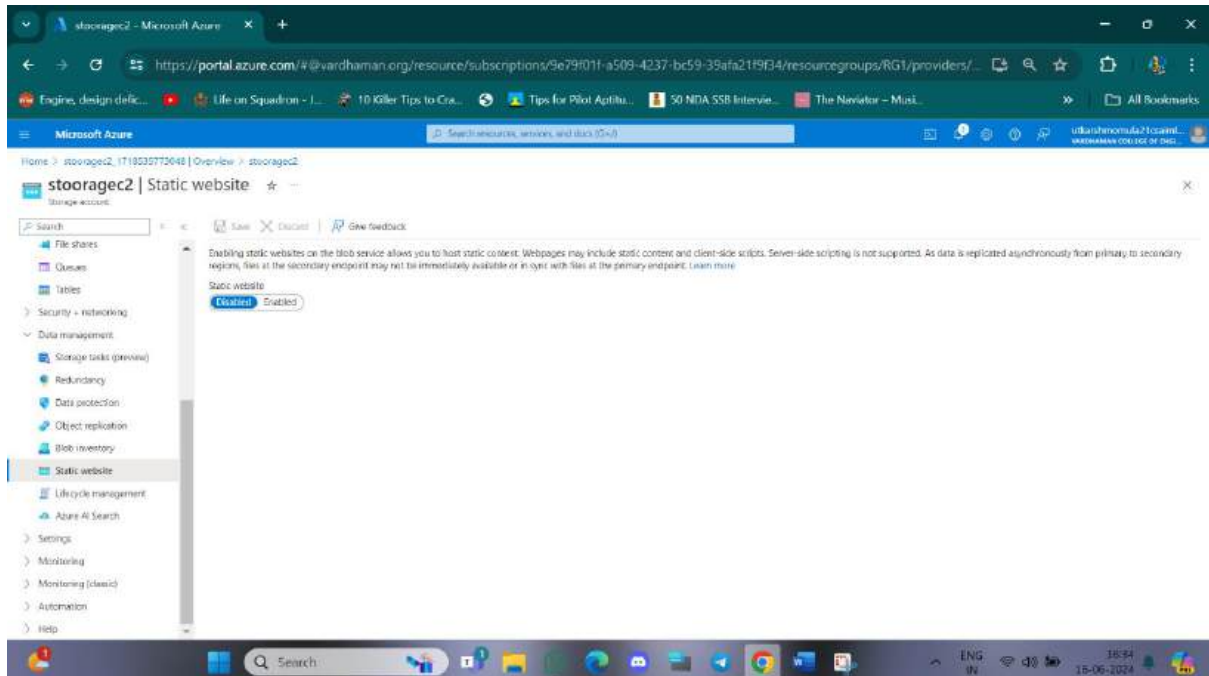 stooragec2 - Microsoft Azure
https://portal.azure.com/#@vardhaman.org/resource/subscriptions/9e79f01f-a509-4237-bc59-39afa21f9f34/resourcegroups/RG1/providers/...
Engine, design defic...
Life on Squadron - J...
10 Killer Tips to Cra...
Tips for Pilot Aptitu...
50 NDA SSB Intervie...
The Naviator – Musi...
All Bookmarks
Microsoft Azure
Search resources, services, and docs (G+/)
VARDHAMAN COLLEGE OF ENGI...
Home > stooragec2_1718535773048 | Overview > stooragec2
stooragec2 | Static website
Storage account
Search
Save
Discard
Give feedback
File shares
Queues
Tables
Security + networking
Data management
Storage tasks (preview)
Redundancy
Data protection
Object replication
Blob inventory
Static website
Lifecycle management
Azure AI Search
Settings
Monitoring
Monitoring (classic)
Automation
Help
Enabling static websites on the blob service allows you to host static content. Webpages may include static content and client-side scripts. Server-side scripting is not supported. As data is replicated asynchronously from primary to secondary
regions, files at the secondary endpoint may not be immediately available or in sync with files at the primary endpoint. Learn more
Static website
Disabled Enabled
Search
ENG
IN
16:34
16-06-2024